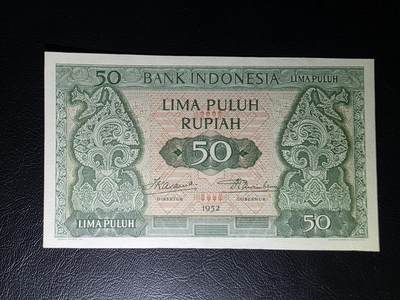 50 BANK INDONESIA LIMA PULUH
LIMA PULUH
RUPIAH
50
DIREKTUR GUBERNUR
LIMA PULUH 1952 50